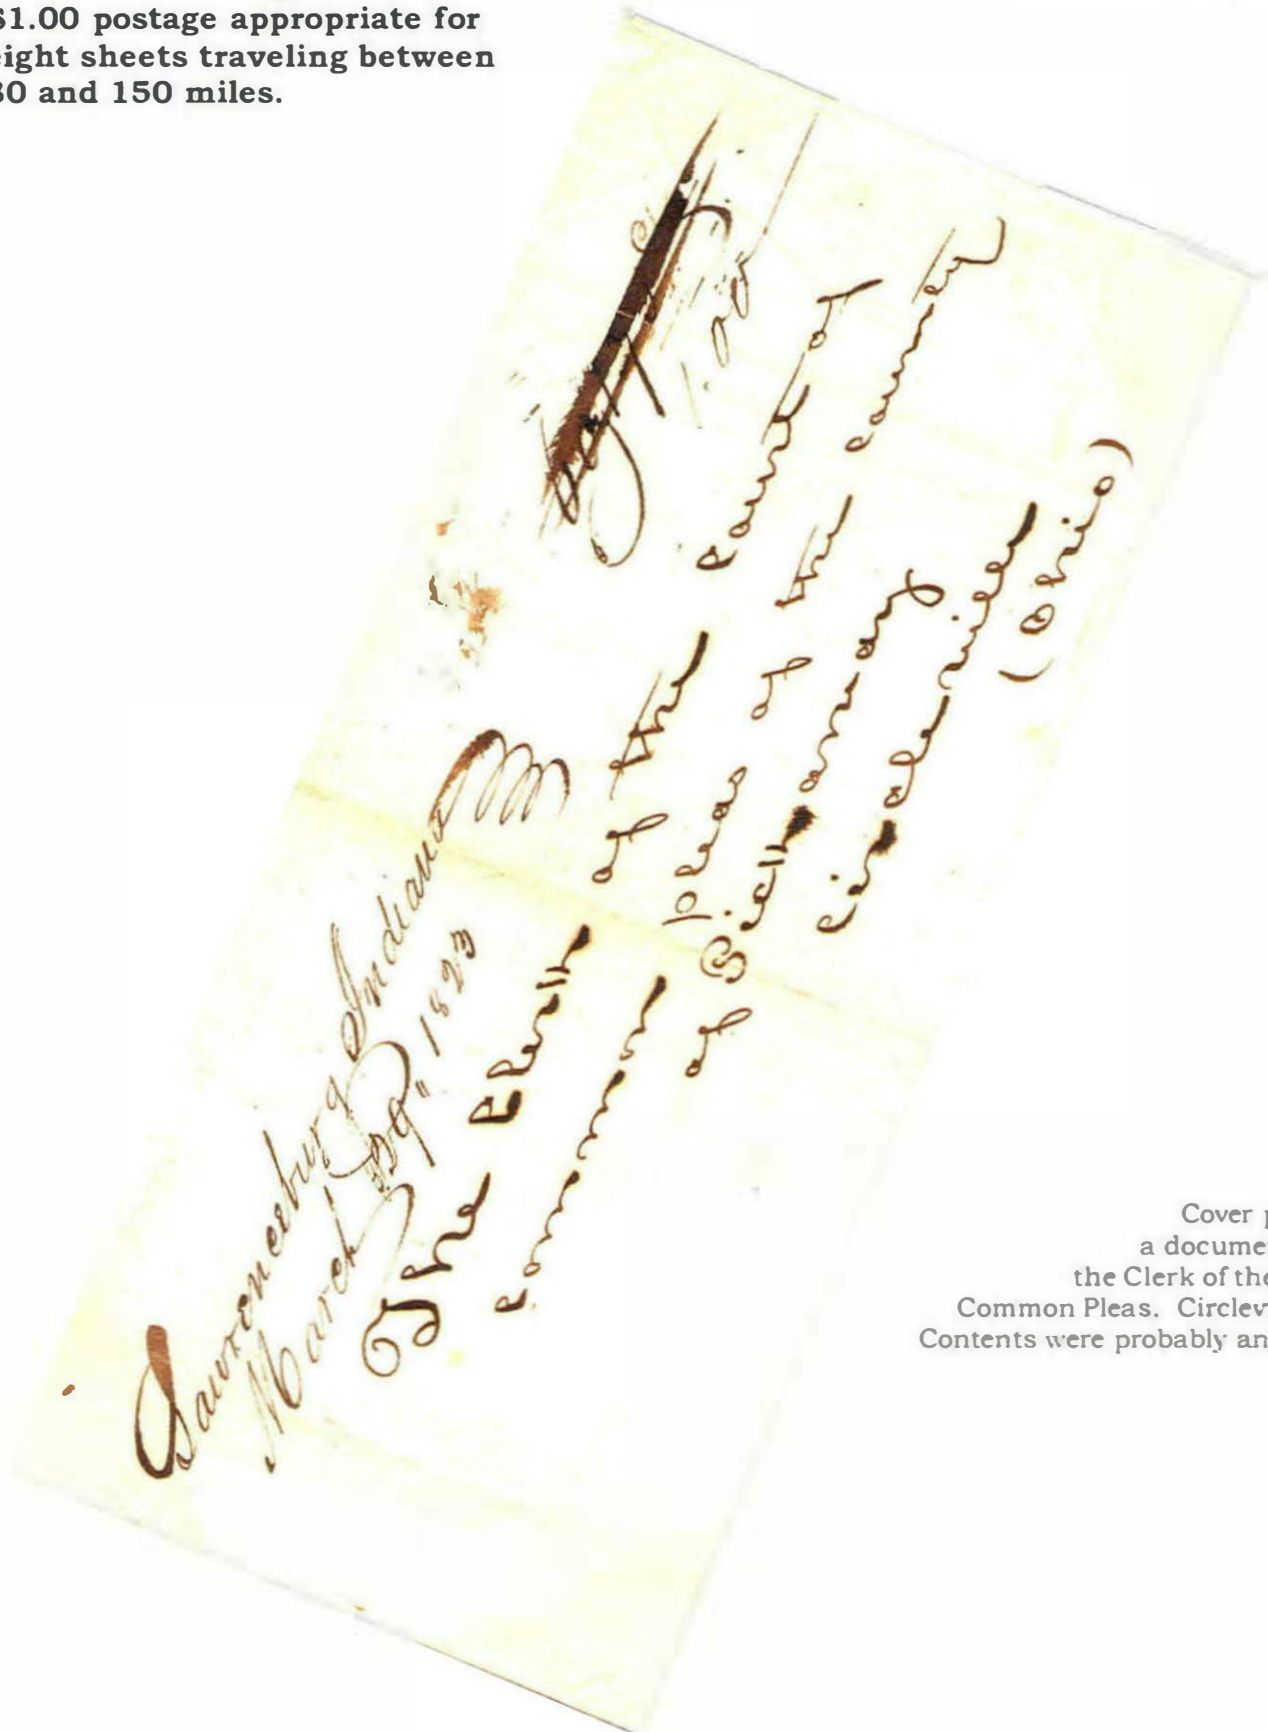 $1.00 postage appropriate for
eight sheets traveling between
80 and 150 miles.
Lawrenceburg Indiana
March 29" 1823
1.00
The Clerk of the Court of
Common pleas of the county
of Pickaway
Circleville
(Ohio)
Cover p
a docume
the Clerk of the
Common Pleas. Circlev
Contents were probably an